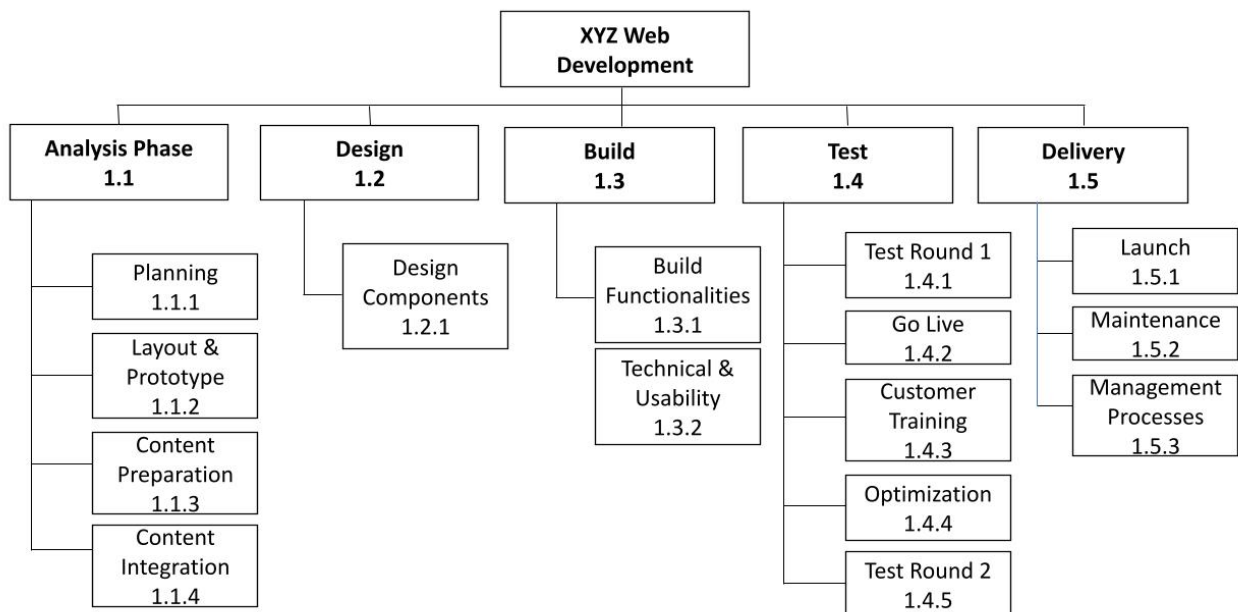 XYZ Web
Development
Analysis Phase
1.1
Design
1.2
Build
1.3
Test
1.4
Delivery
1.5
Planning
1.1.1
Layout &
Prototype
1.1.2
Content
Preparation
1.1.3
Content
Integration
1.1.4
Design
Components
1.2.1
Build
Functionalities
1.3.1
Technical &
Usability
1.3.2
Test Round 1
1.4.1
Go Live
1.4.2
Customer
Training
1.4.3
Optimization
1.4.4
Test Round 2
1.4.5
Launch
1.5.1
Maintenance
1.5.2
Management
Processes
1.5.3